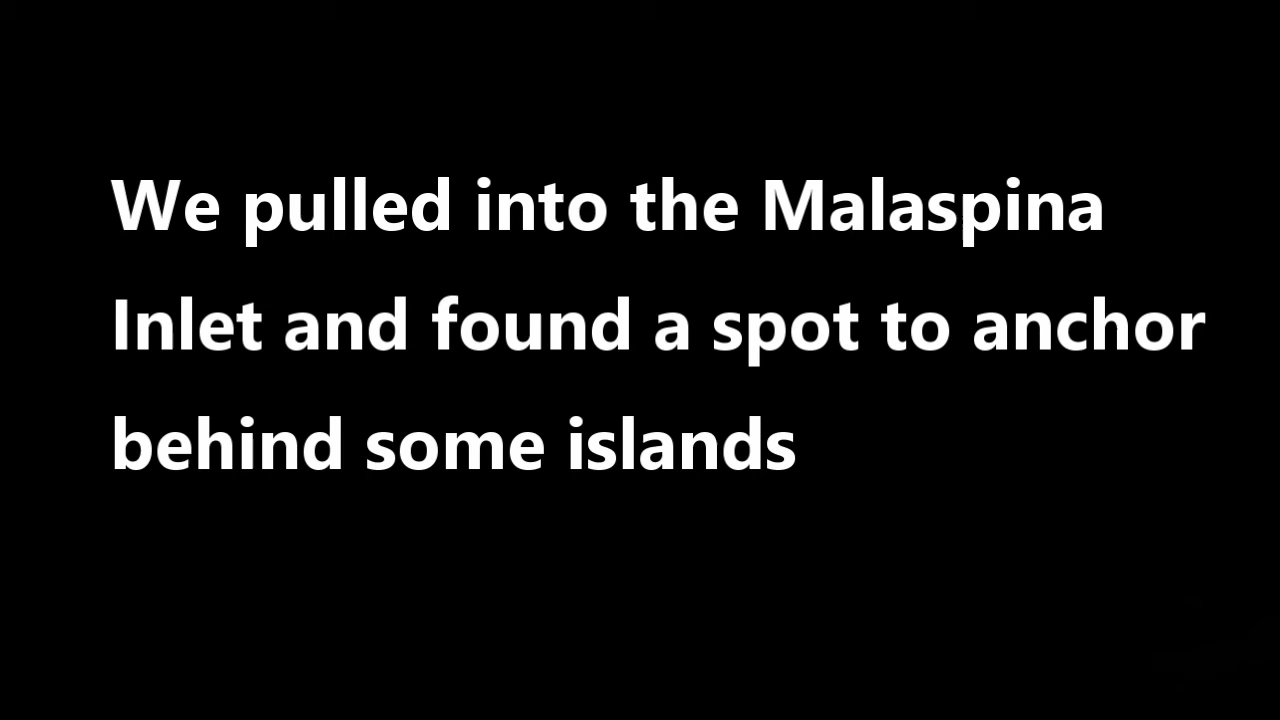 We pulled into the Malaspina
Inlet and found a spot to anchor
behind some islands